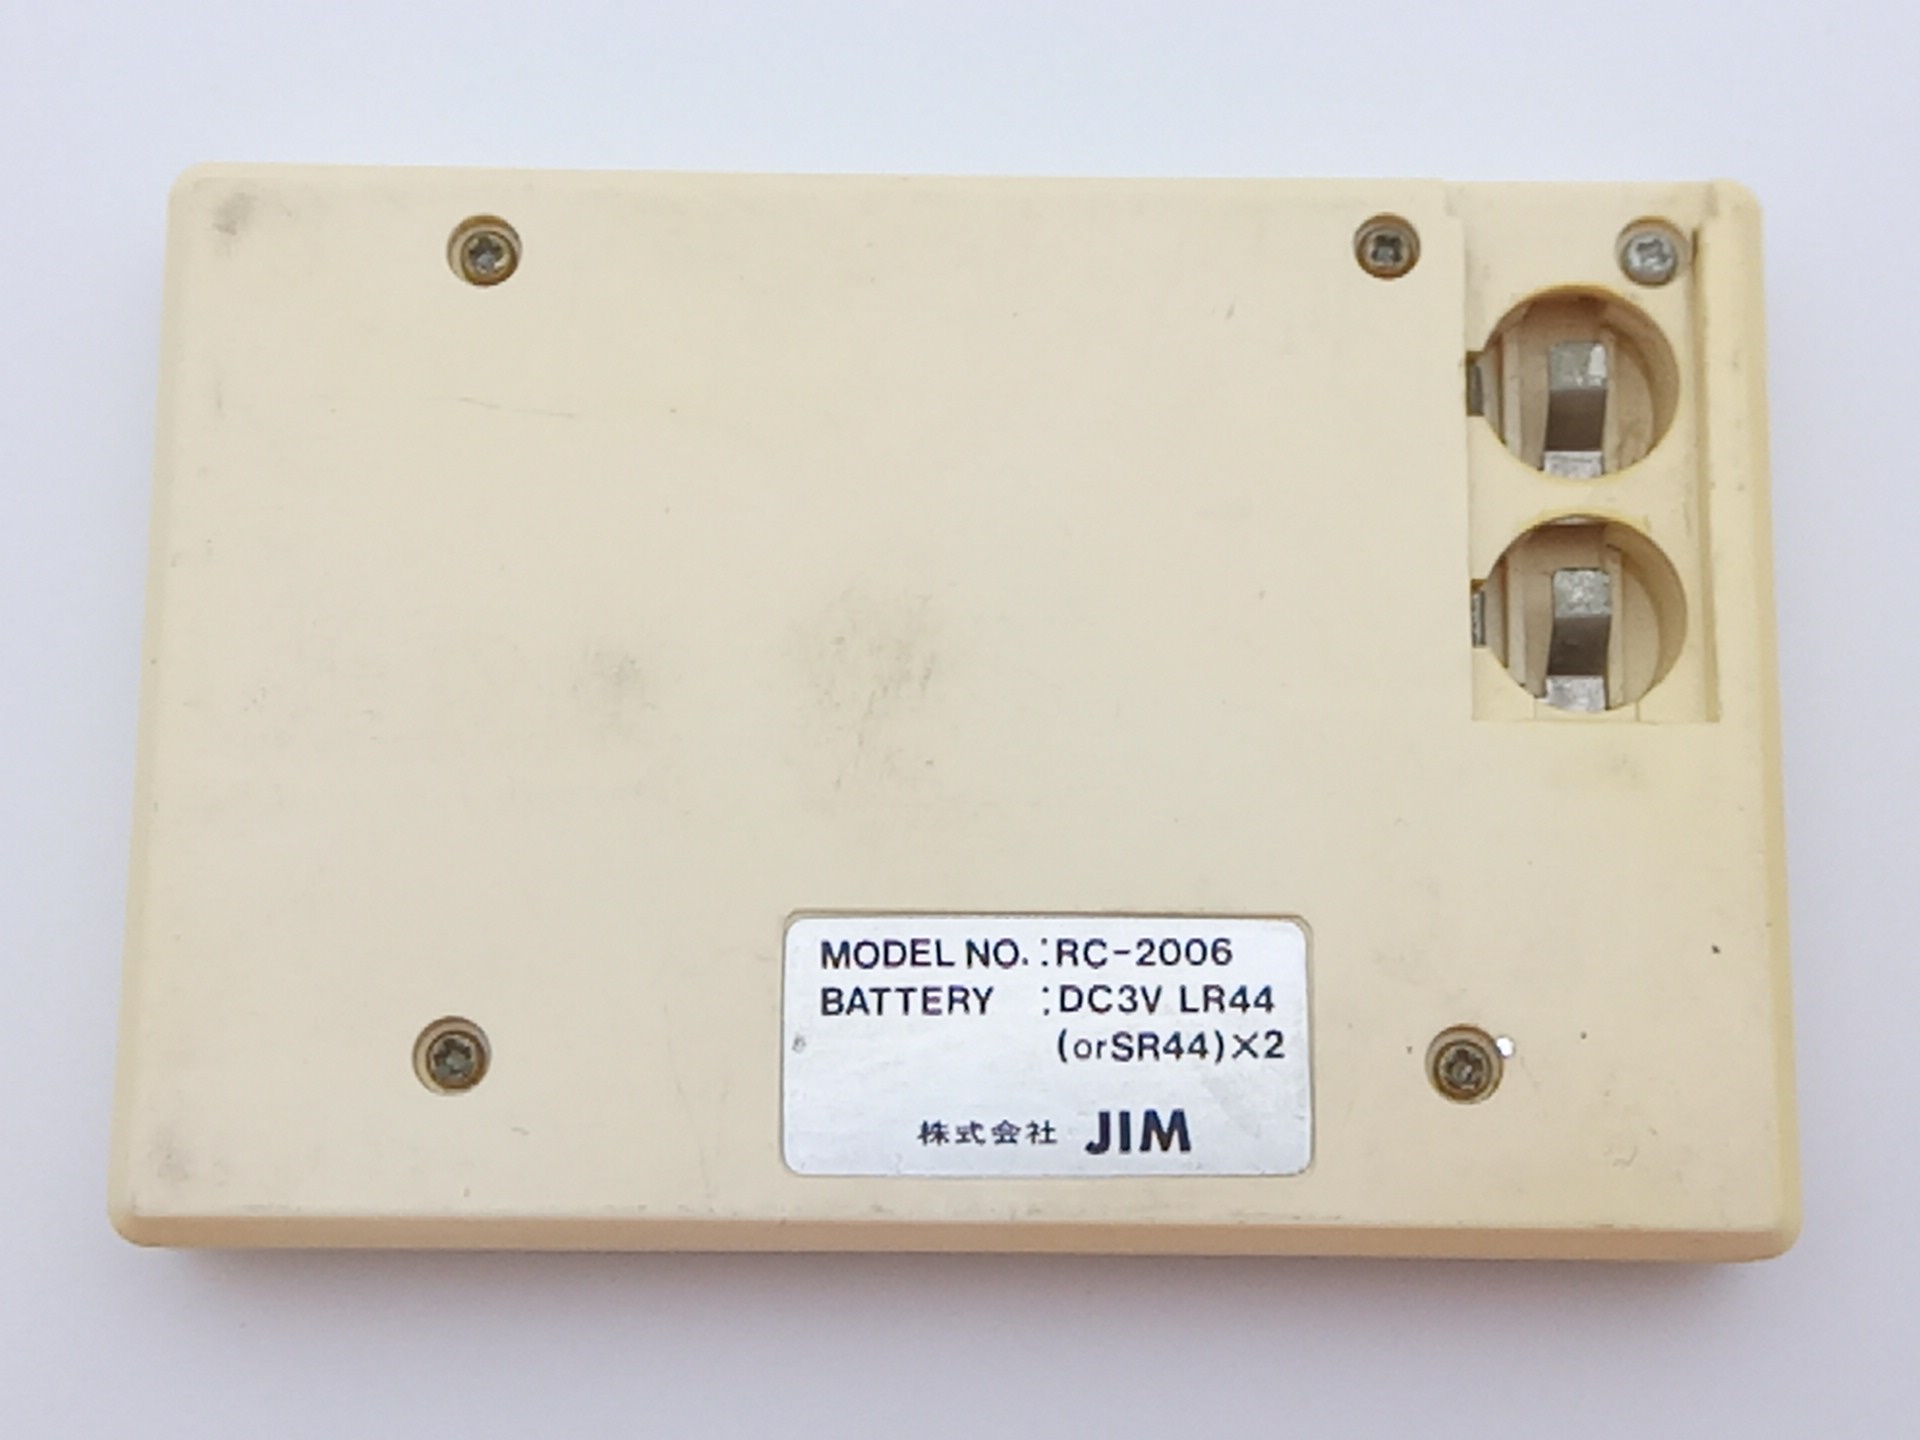 MODEL NO. :RC-2006
BATTERY :DC3V LR44
(orSR44)×2
株式会社 JIM